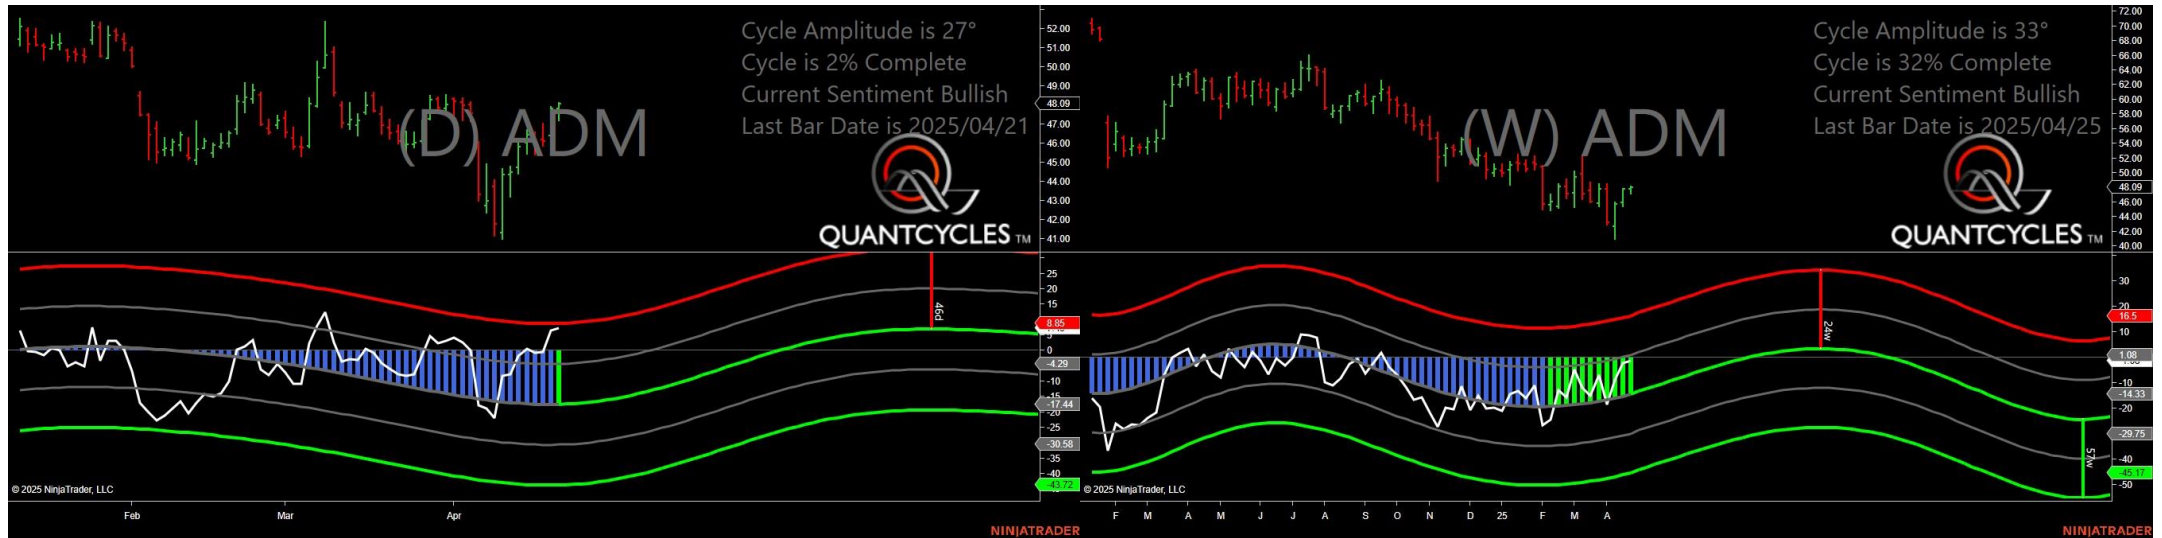 Cycle Amplitude is 27°
Cycle is 2% Complete
Current Sentiment Bullish
Last Bar Date is 2025/04/21
(D) ADM
QUANTCYCLES TM
52.00
51.00
50.00
49.00
48.09
47.00
46.00
45.00
44.00
43.00
42.00
41.00
25
20
15
8.85
5
0
-4.29
-10
-15
-17.44
-20
-25
-30.58
-35
-40
-43.72
46d
© 2025 NinjaTrader, LLC
Feb Mar Apr
NINJATRADER
Cycle Amplitude is 33°
Cycle is 32% Complete
Current Sentiment Bullish
Last Bar Date is 2025/04/25
(W) ADM
QUANTCYCLES TM
72.00
70.00
68.00
66.00
64.00
62.00
60.00
58.00
56.00
54.00
52.00
50.00
48.09
46.00
44.00
42.00
40.00
30
20
16.5
10
1.08
-10
-14.33
-20
-29.75
-40
-45.17
-50
24w
57w
© 2025 NinjaTrader, LLC
F M A M J J A S O N D 25 F M A
NINJATRADER